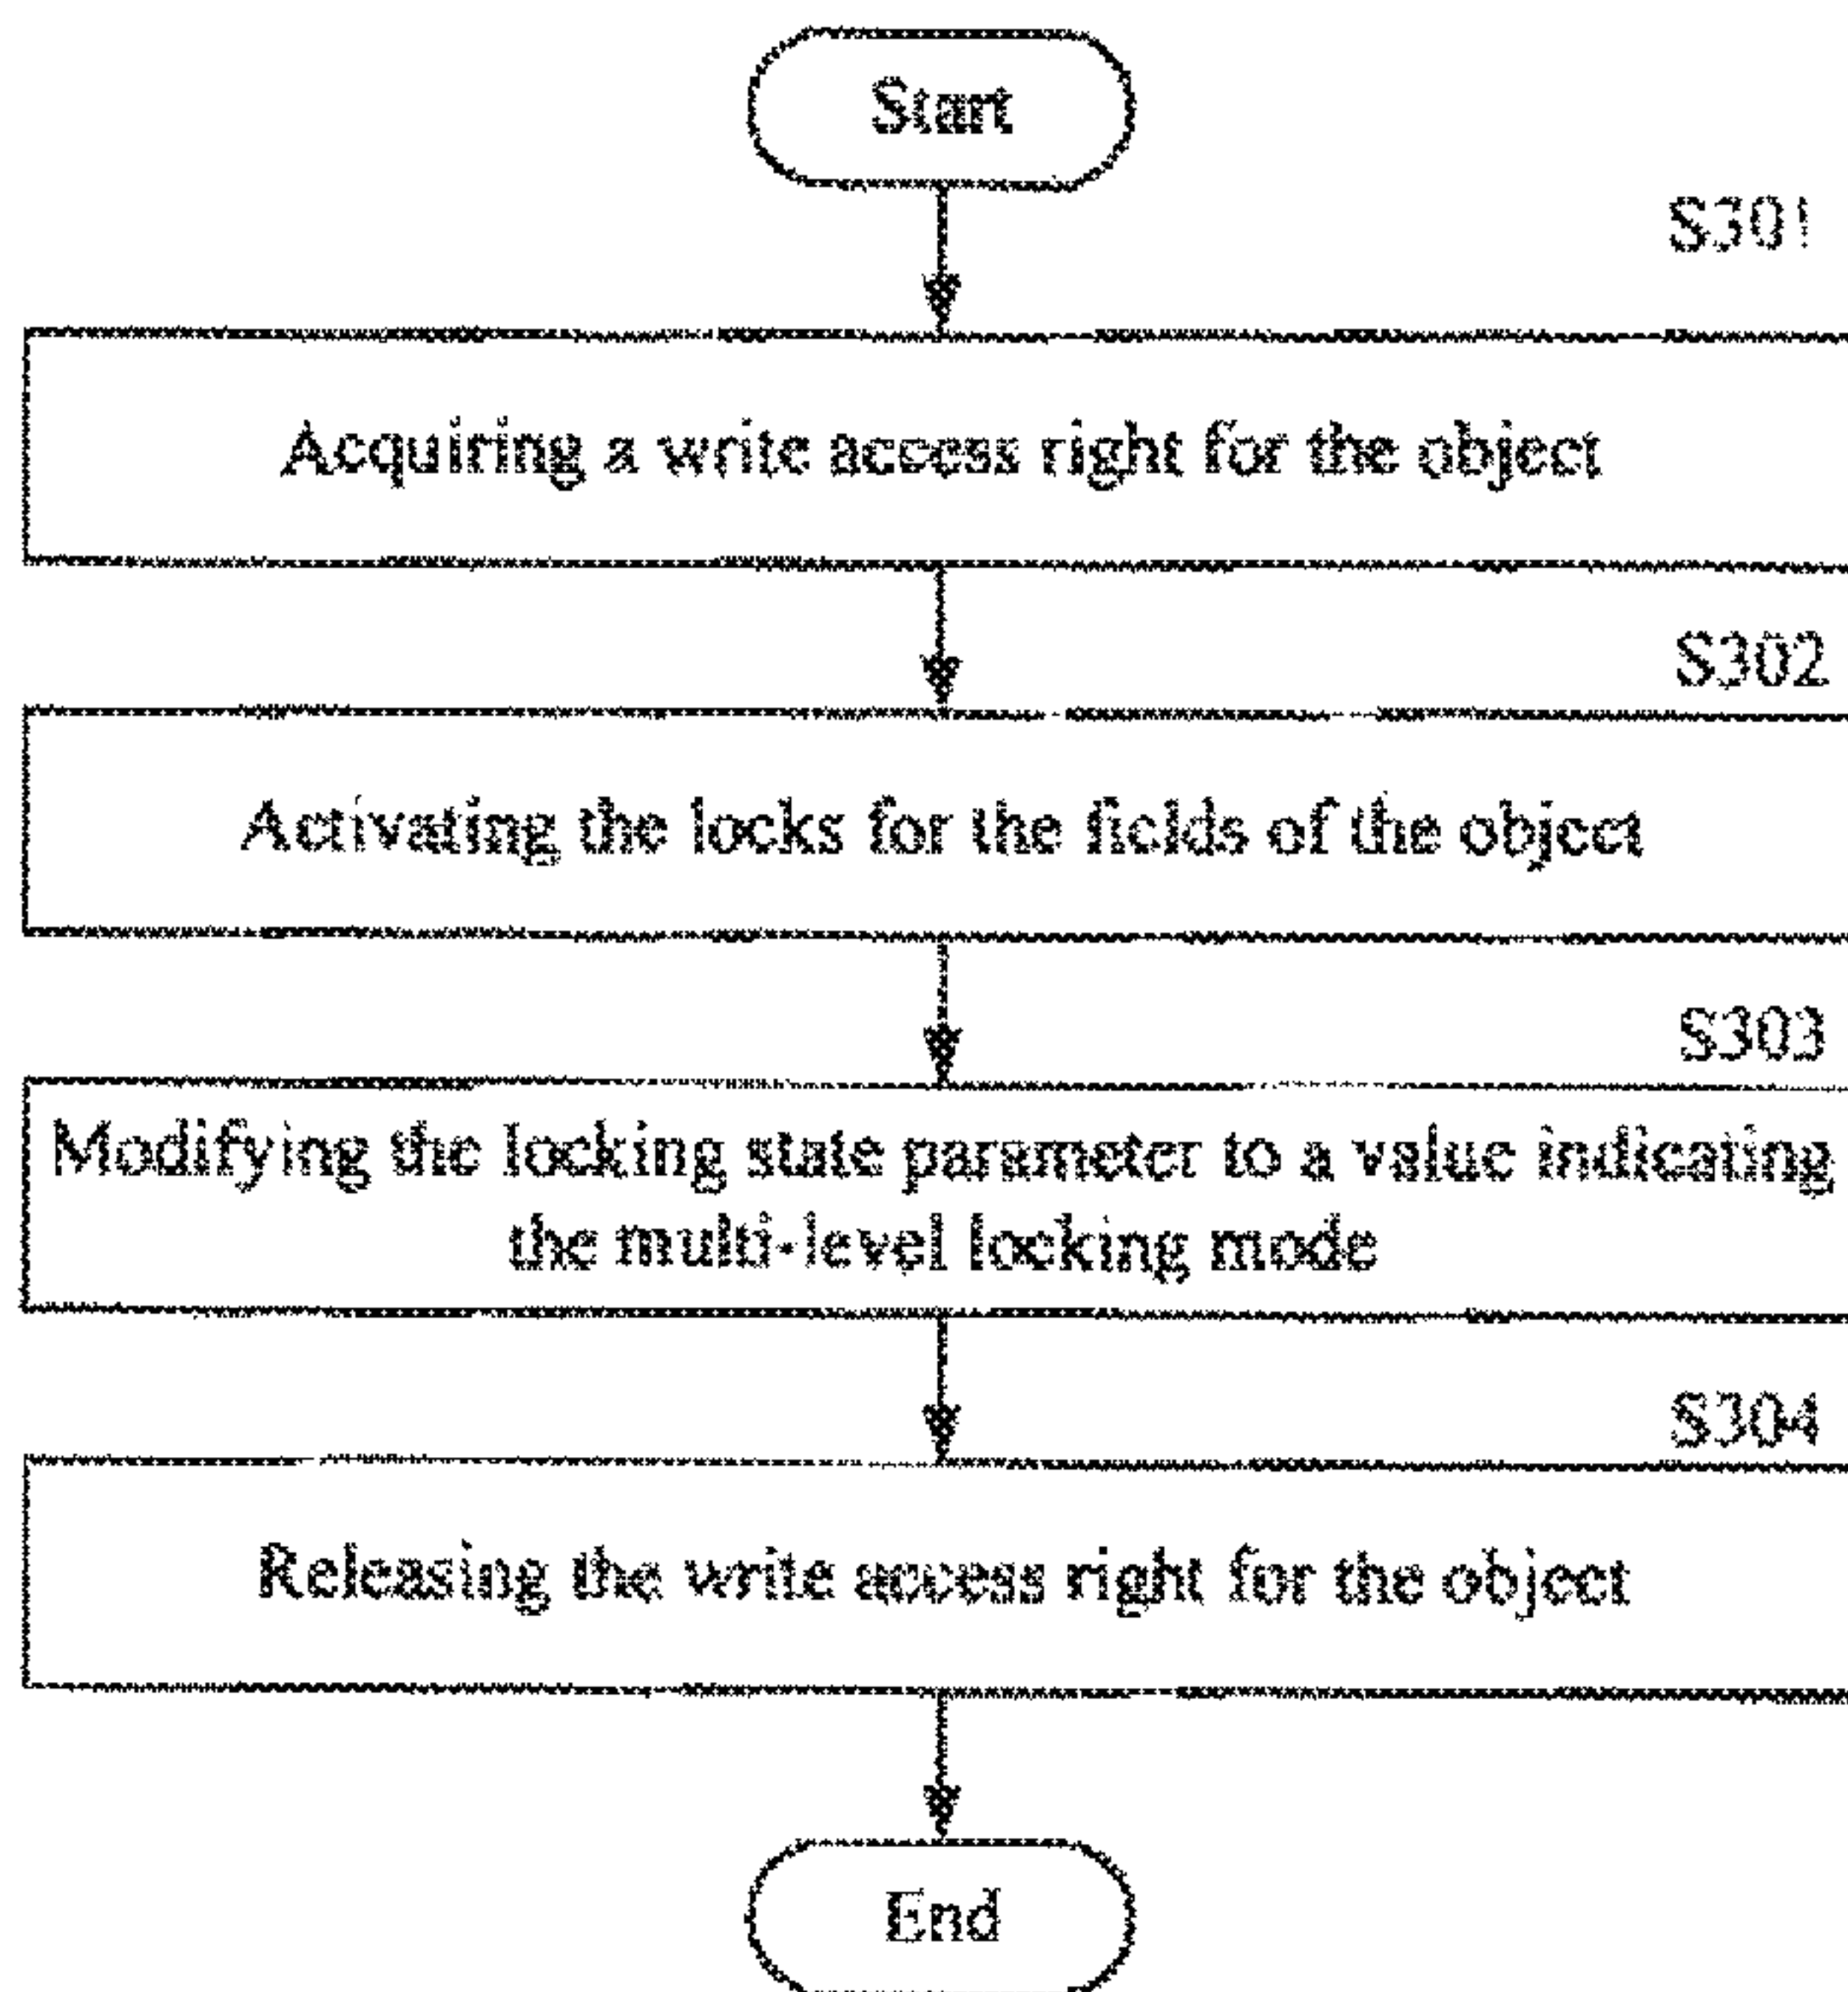 Start
S301
Acquiring a write access right for the object
S302
Activating the locks for the fields of the object
S303
Modifying the locking state parameter to a value indicating
the multi-level locking mode
S304
Releasing the write access right for the object
End